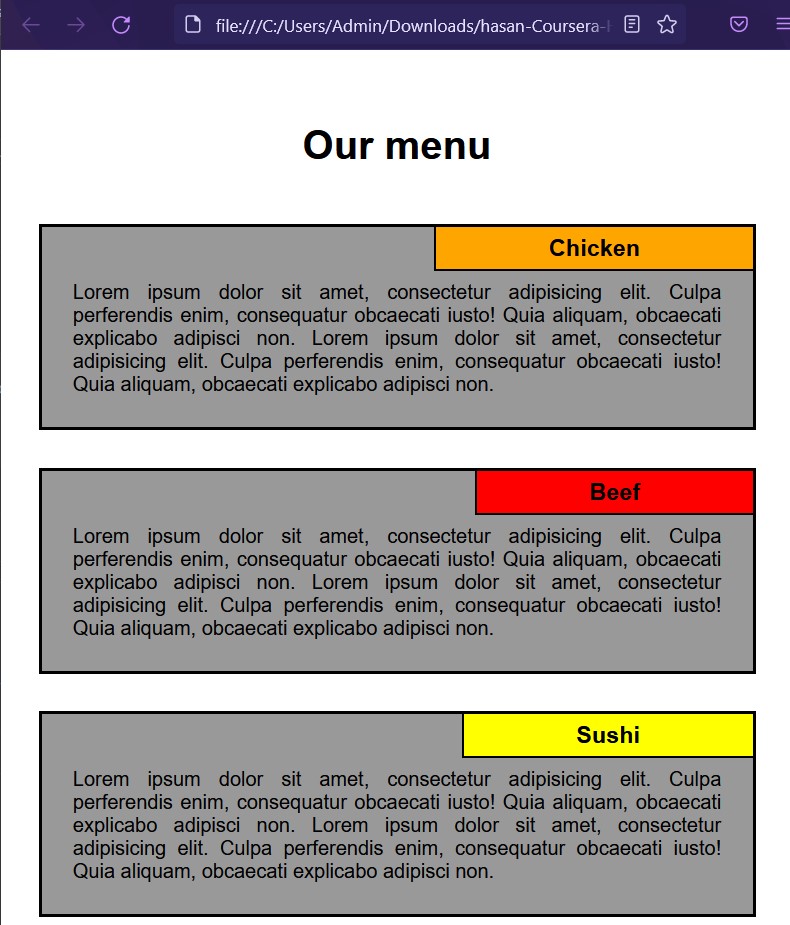 file:///C:/Users/Admin/Downloads/hasan-Coursera-
Our menu
Chicken
Lorem ipsum dolor sit amet, consectetur adipisicing elit. Culpa
perferendis enim, consequatur obcaecati iusto! Quia aliquam, obcaecati
explicabo adipisci non. Lorem ipsum dolor sit amet, consectetur
adipisicing elit. Culpa perferendis enim, consequatur obcaecati iusto!
Quia aliquam, obcaecati explicabo adipisci non.
Beef
Lorem ipsum dolor sit amet, consectetur adipisicing elit. Culpa
perferendis enim, consequatur obcaecati iusto! Quia aliquam, obcaecati
explicabo adipisci non. Lorem ipsum dolor sit amet, consectetur
adipisicing elit. Culpa perferendis enim, consequatur obcaecati iusto!
Quia aliquam, obcaecati explicabo adipisci non.
Sushi
Lorem ipsum dolor sit amet, consectetur adipisicing elit. Culpa
perferendis enim, consequatur obcaecati iusto! Quia aliquam, obcaecati
explicabo adipisci non. Lorem ipsum dolor sit amet, consectetur
adipisicing elit. Culpa perferendis enim, consequatur obcaecati iusto!
Quia aliquam, obcaecati explicabo adipisci non.